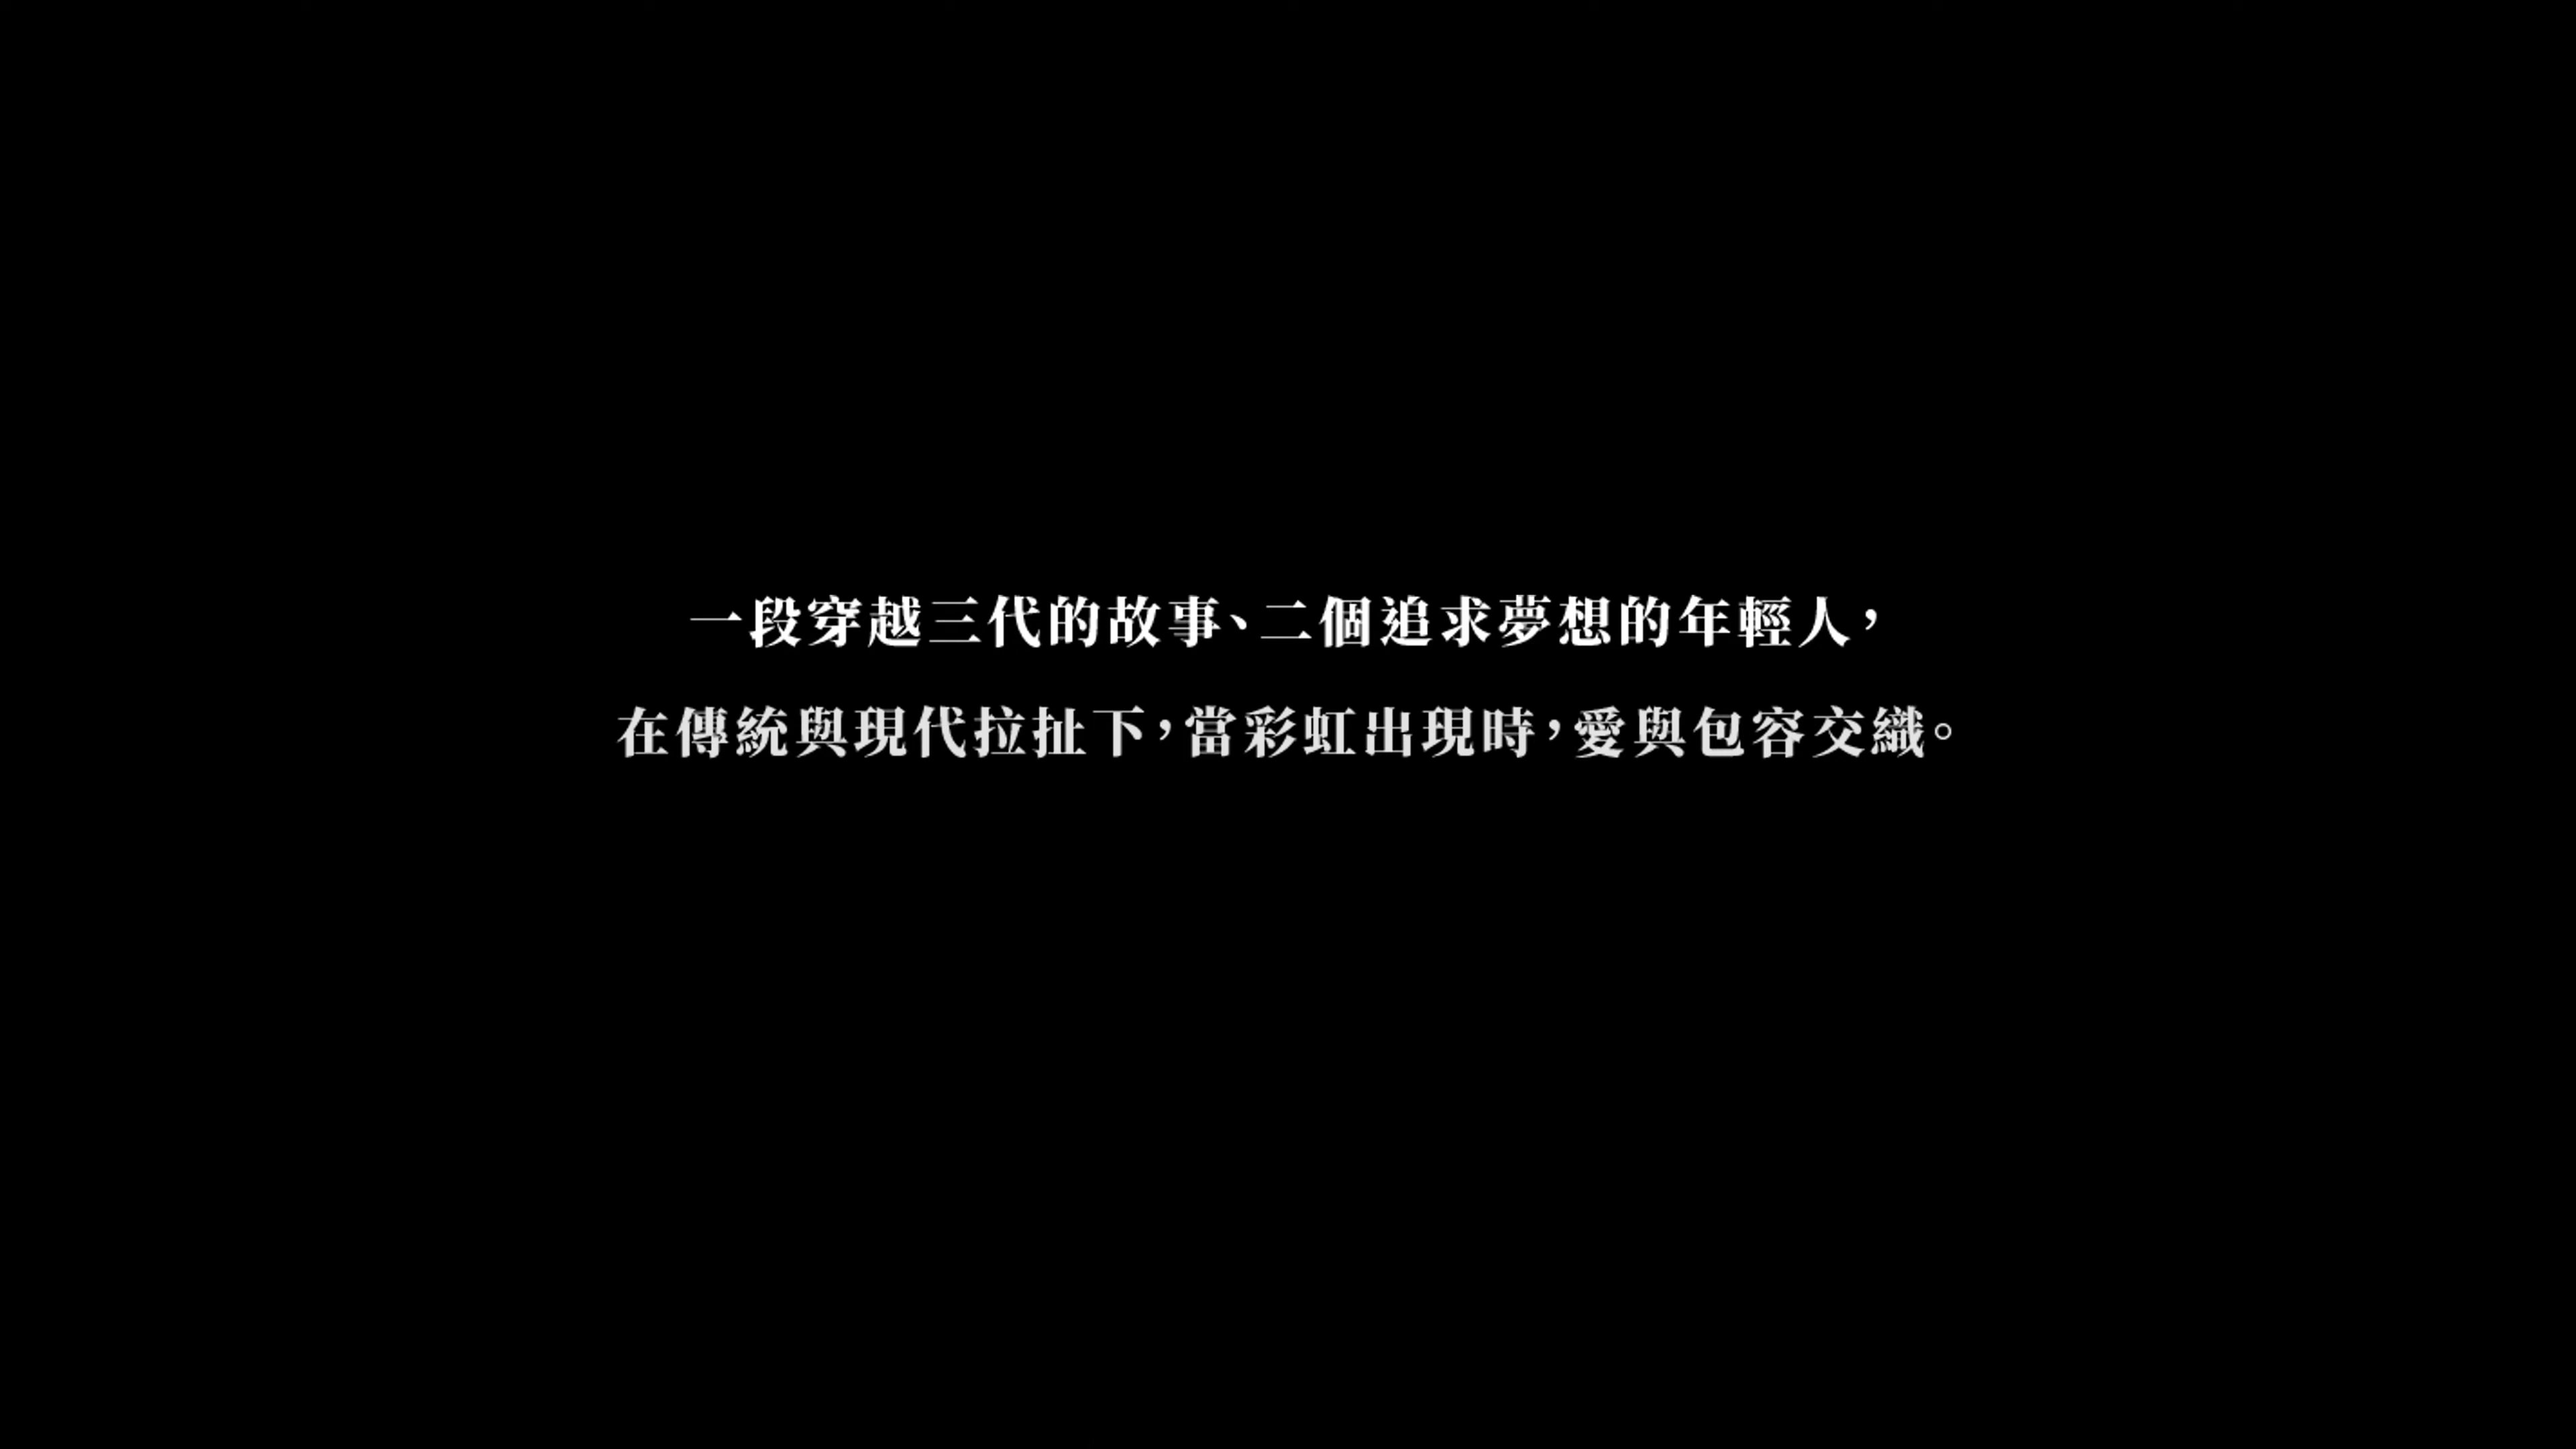 一段穿越三代的故事、二個追求夢想的年輕人，
在傳統與現代拉扯下，當彩虹出現時，愛與包容交織。